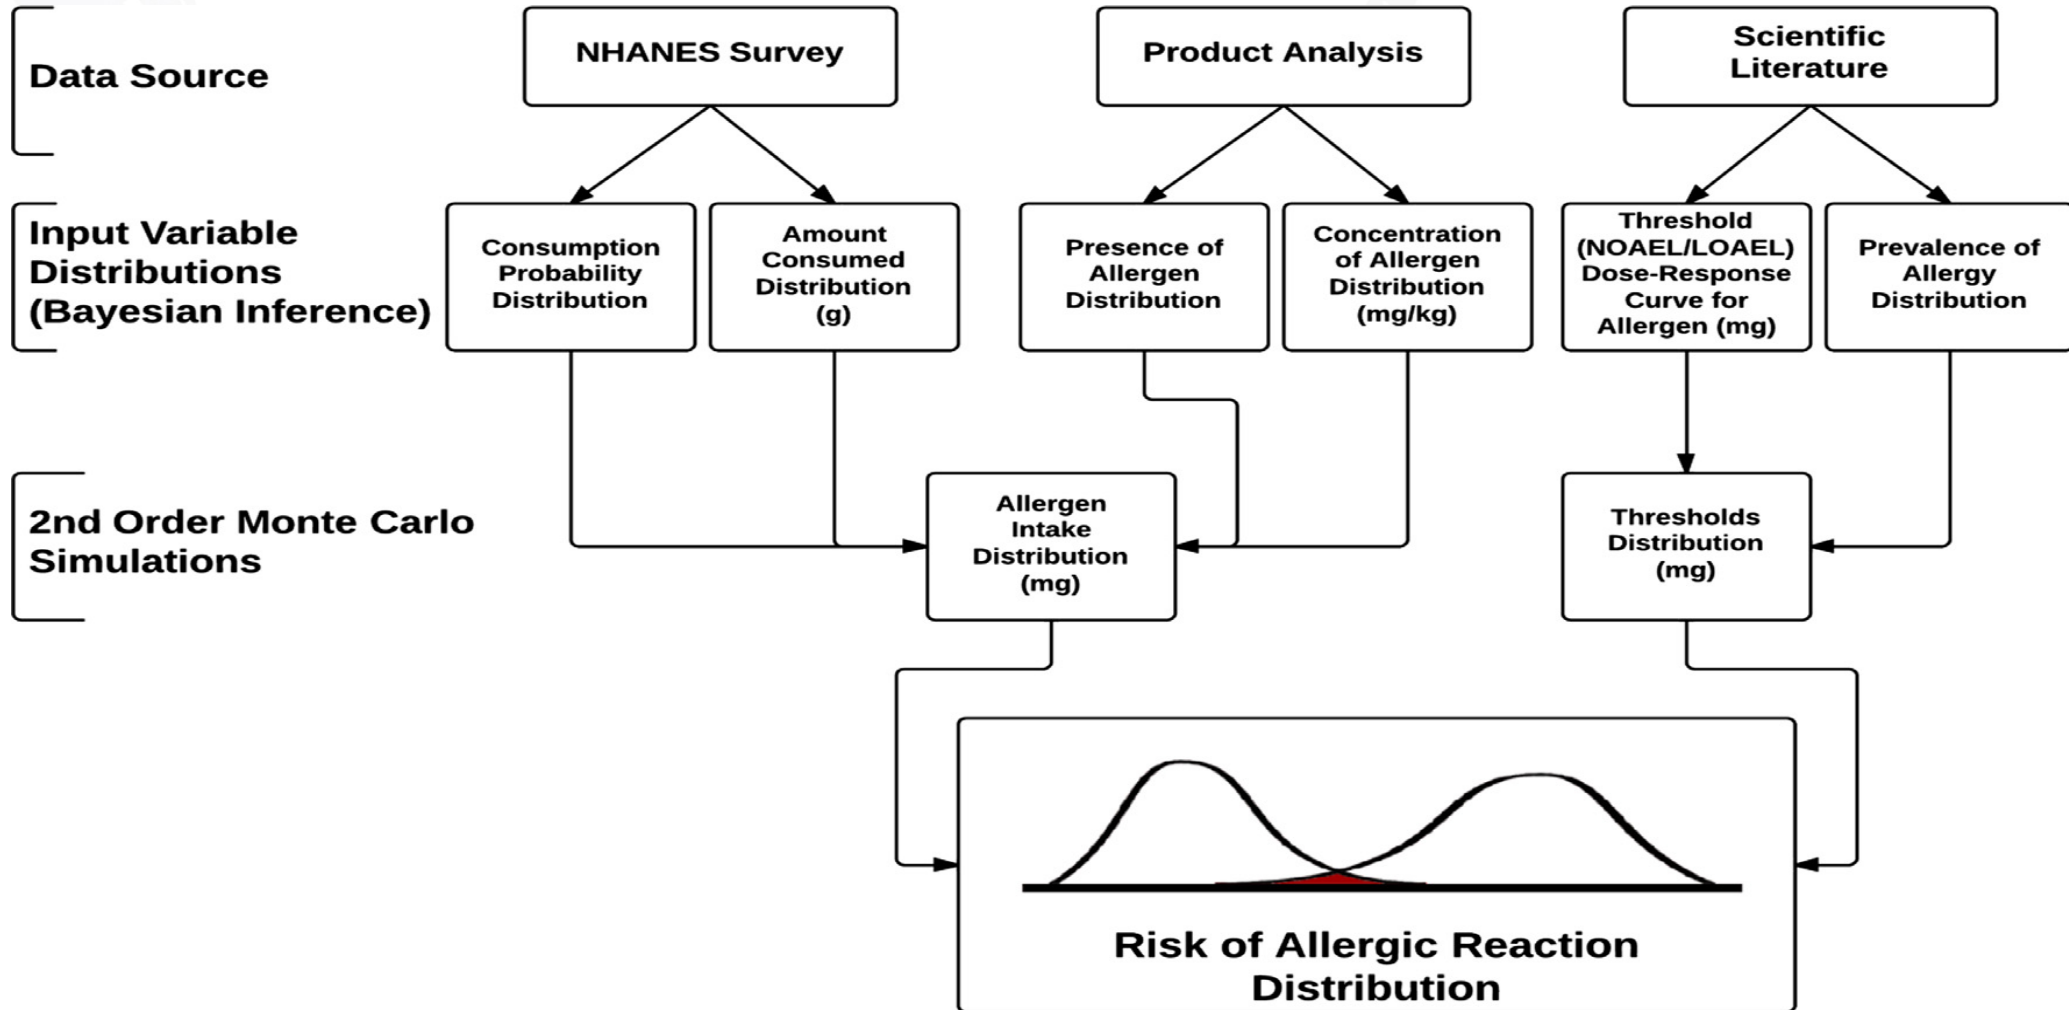 Data Source
NHANES Survey
Product Analysis
Scientific
Literature
Input Variable
Distributions
(Bayesian Inference)
Consumption
Probability
Distribution
Amount
Consumed
Distribution
(g)
Presence of
Allergen
Distribution
Concentration
of Allergen
Distribution
(mg/kg)
Threshold
(NOAEL/LOAEL)
Dose-Response
Curve for
Allergen (mg)
Prevalence of
Allergy
Distribution
2nd Order Monte Carlo
Simulations
Allergen
Intake
Distribution
(mg)
Thresholds
Distribution
(mg)
Risk of Allergic Reaction
Distribution